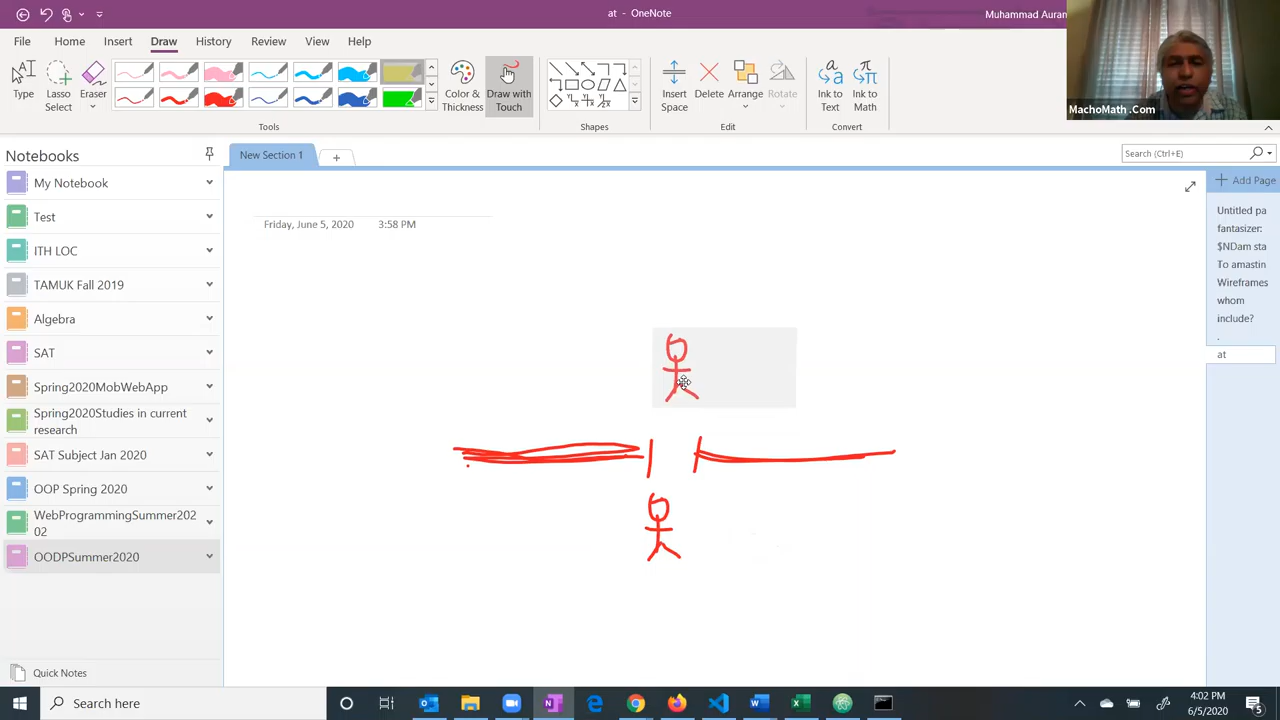 at - OneNote
Muhammad Auran
File Home Insert Draw History Review View Help
Type
Lasso Select
Eraser
Color & Thickness
Draw with Touch
Insert Space
Delete
Arrange
Rotate
Ink to Text
Ink to Math
Tools
Shapes
Edit
Convert
MachoMath .Com
Notebooks
New Section 1
Search (Ctrl+E)
My Notebook
Test
ITH LOC
TAMUK Fall 2019
Algebra
SAT
Spring2020MobWebApp
Spring2020Studies in current
research
SAT Subject Jan 2020
OOP Spring 2020
WebProgrammingSummer202
02
OODPSummer2020
Quick Notes
Friday, June 5, 2020 3:58 PM
Add Page
Untitled pa
fantasizer:
$NDam sta
To amastin
Wireframes
whom
include?
.
at
Search here
4:02 PM
6/5/2020
5